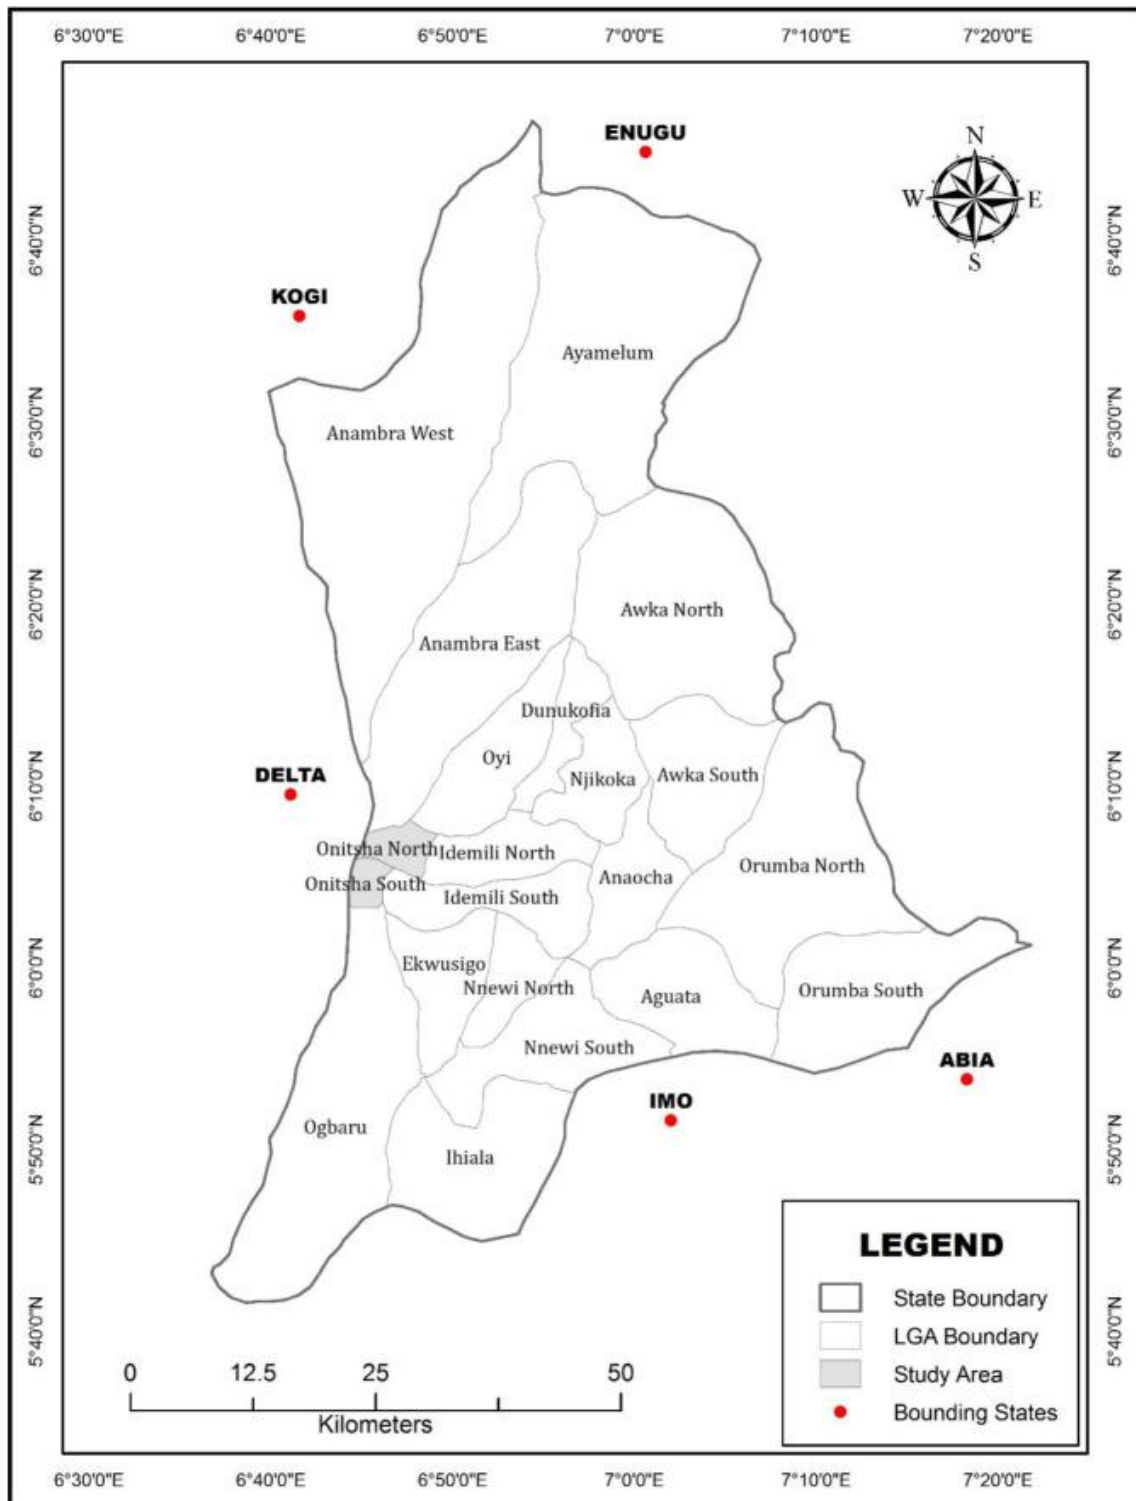 6°30'0"E 6°40'0"E 6°50'0"E 7°0'0"E 7°10'0"E 7°20'0"E
ENUGU
N
W E
S
6°40'0"N 6°40'0"N
KOGI
Ayamelum
6°30'0"N 6°30'0"N
Anambra West
6°20'0"N 6°20'0"N
Awka North
Anambra East
Dunukofia
Oyi
DELTA
Njikoka
Awka South
6°10'0"N 6°10'0"N
Onitsha North
Idemili North
Orumba North
Anaocha
Onitsha South
Idemili South
6°0'0"N 6°0'0"N
Ekwusigo
Nnewi North
Aguata
Orumba South
Nnewi South
ABIA
IMO
Ogbaru
5°50'0"N 5°50'0"N
Ihiala
LEGEND
State Boundary
LGA Boundary
Study Area
Bounding States
5°40'0"N 5°40'0"N
0 12.5 25 50
Kilometers
6°30'0"E 6°40'0"E 6°50'0"E 7°0'0"E 7°10'0"E 7°20'0"E